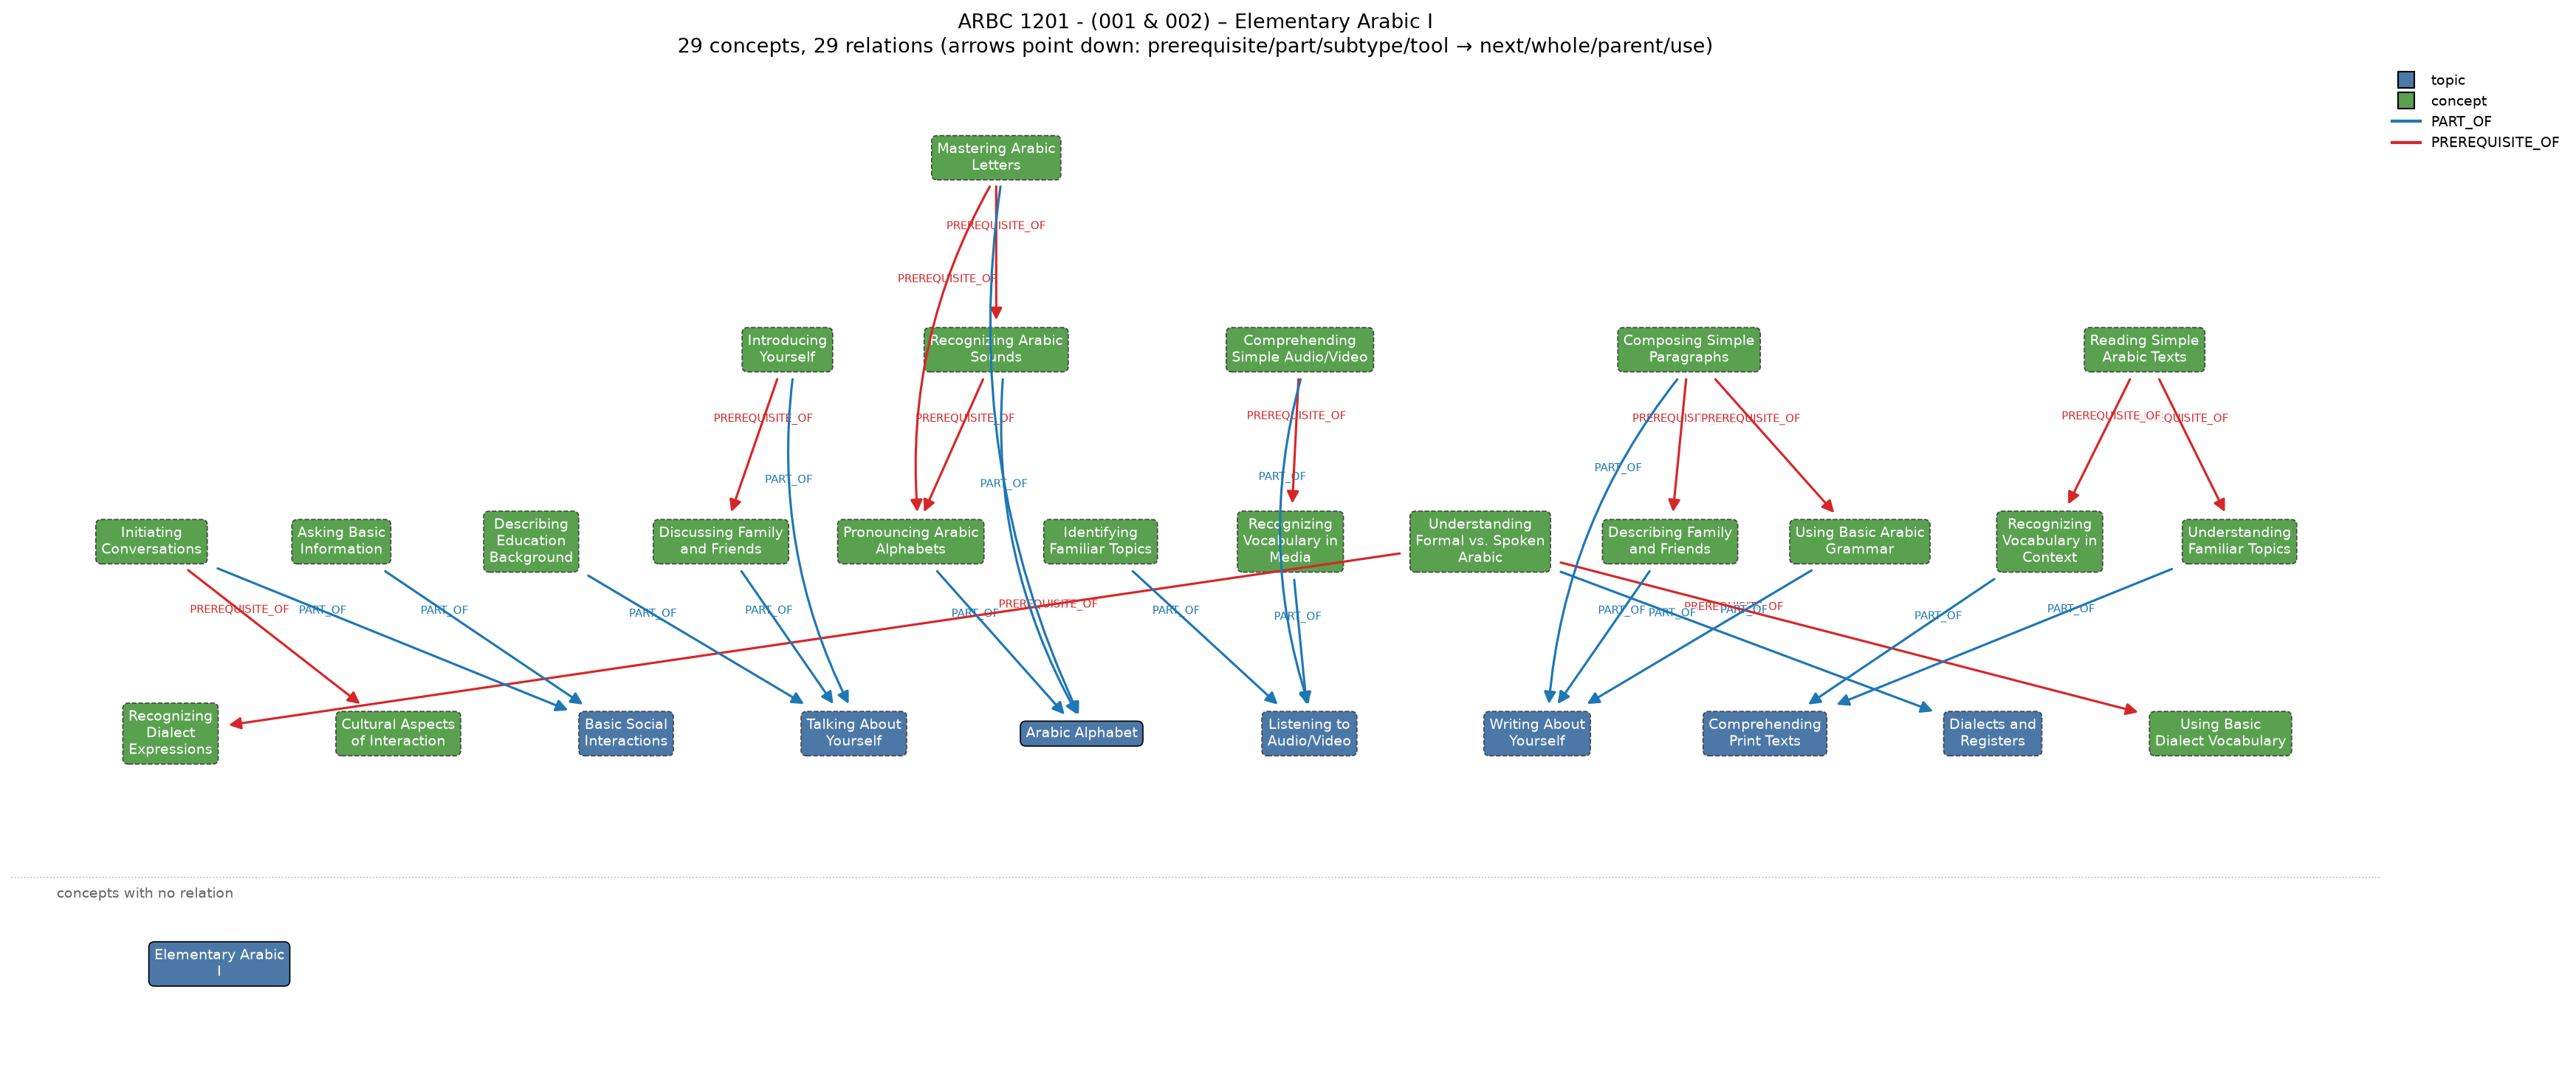 ARBC 1201 - (001 & 002) – Elementary Arabic I
29 concepts, 29 relations (arrows point down: prerequisite/part/subtype/tool → next/whole/parent/use)
topic
concept
PART_OF
PREREQUISITE_OF
Mastering Arabic
Letters
PREREQUISITE_OF
PREREQUISITE_OF
Introducing
Yourself
Recognizing Arabic
Sounds
Comprehending
Simple Audio/Video
Composing Simple
Paragraphs
Reading Simple
Arabic Texts
PREREQUISITE_OF
PREREQUISITE_OF
PREREQUISITE_OF
PREREQUISITE_OF
PREREQUISITE_OF
PART_OF
PART_OF
PART_OF
PART_OF
Initiating
Conversations
Asking Basic
Information
Describing
Education
Background
Discussing Family
and Friends
Pronouncing Arabic
Alphabets
Identifying
Familiar Topics
Recognizing
Vocabulary in
Media
Understanding
Formal vs. Spoken
Arabic
Describing Family
and Friends
Using Basic Arabic
Grammar
Recognizing
Vocabulary in
Context
Understanding
Familiar Topics
PREREQUISITE_OF
PART_OF
PART_OF
PART_OF
PART_OF
PART_OF
PREREQUISITE_OF
PART_OF
PART_OF
PART_OF
PART_OF
PREREQUISITE_OF
PART_OF
PART_OF
PART_OF
Recognizing
Dialect
Expressions
Cultural Aspects
of Interaction
Basic Social
Interactions
Talking About
Yourself
Arabic Alphabet
Listening to
Audio/Video
Writing About
Yourself
Comprehending
Print Texts
Dialects and
Registers
Using Basic
Dialect Vocabulary
concepts with no relation
Elementary Arabic
I